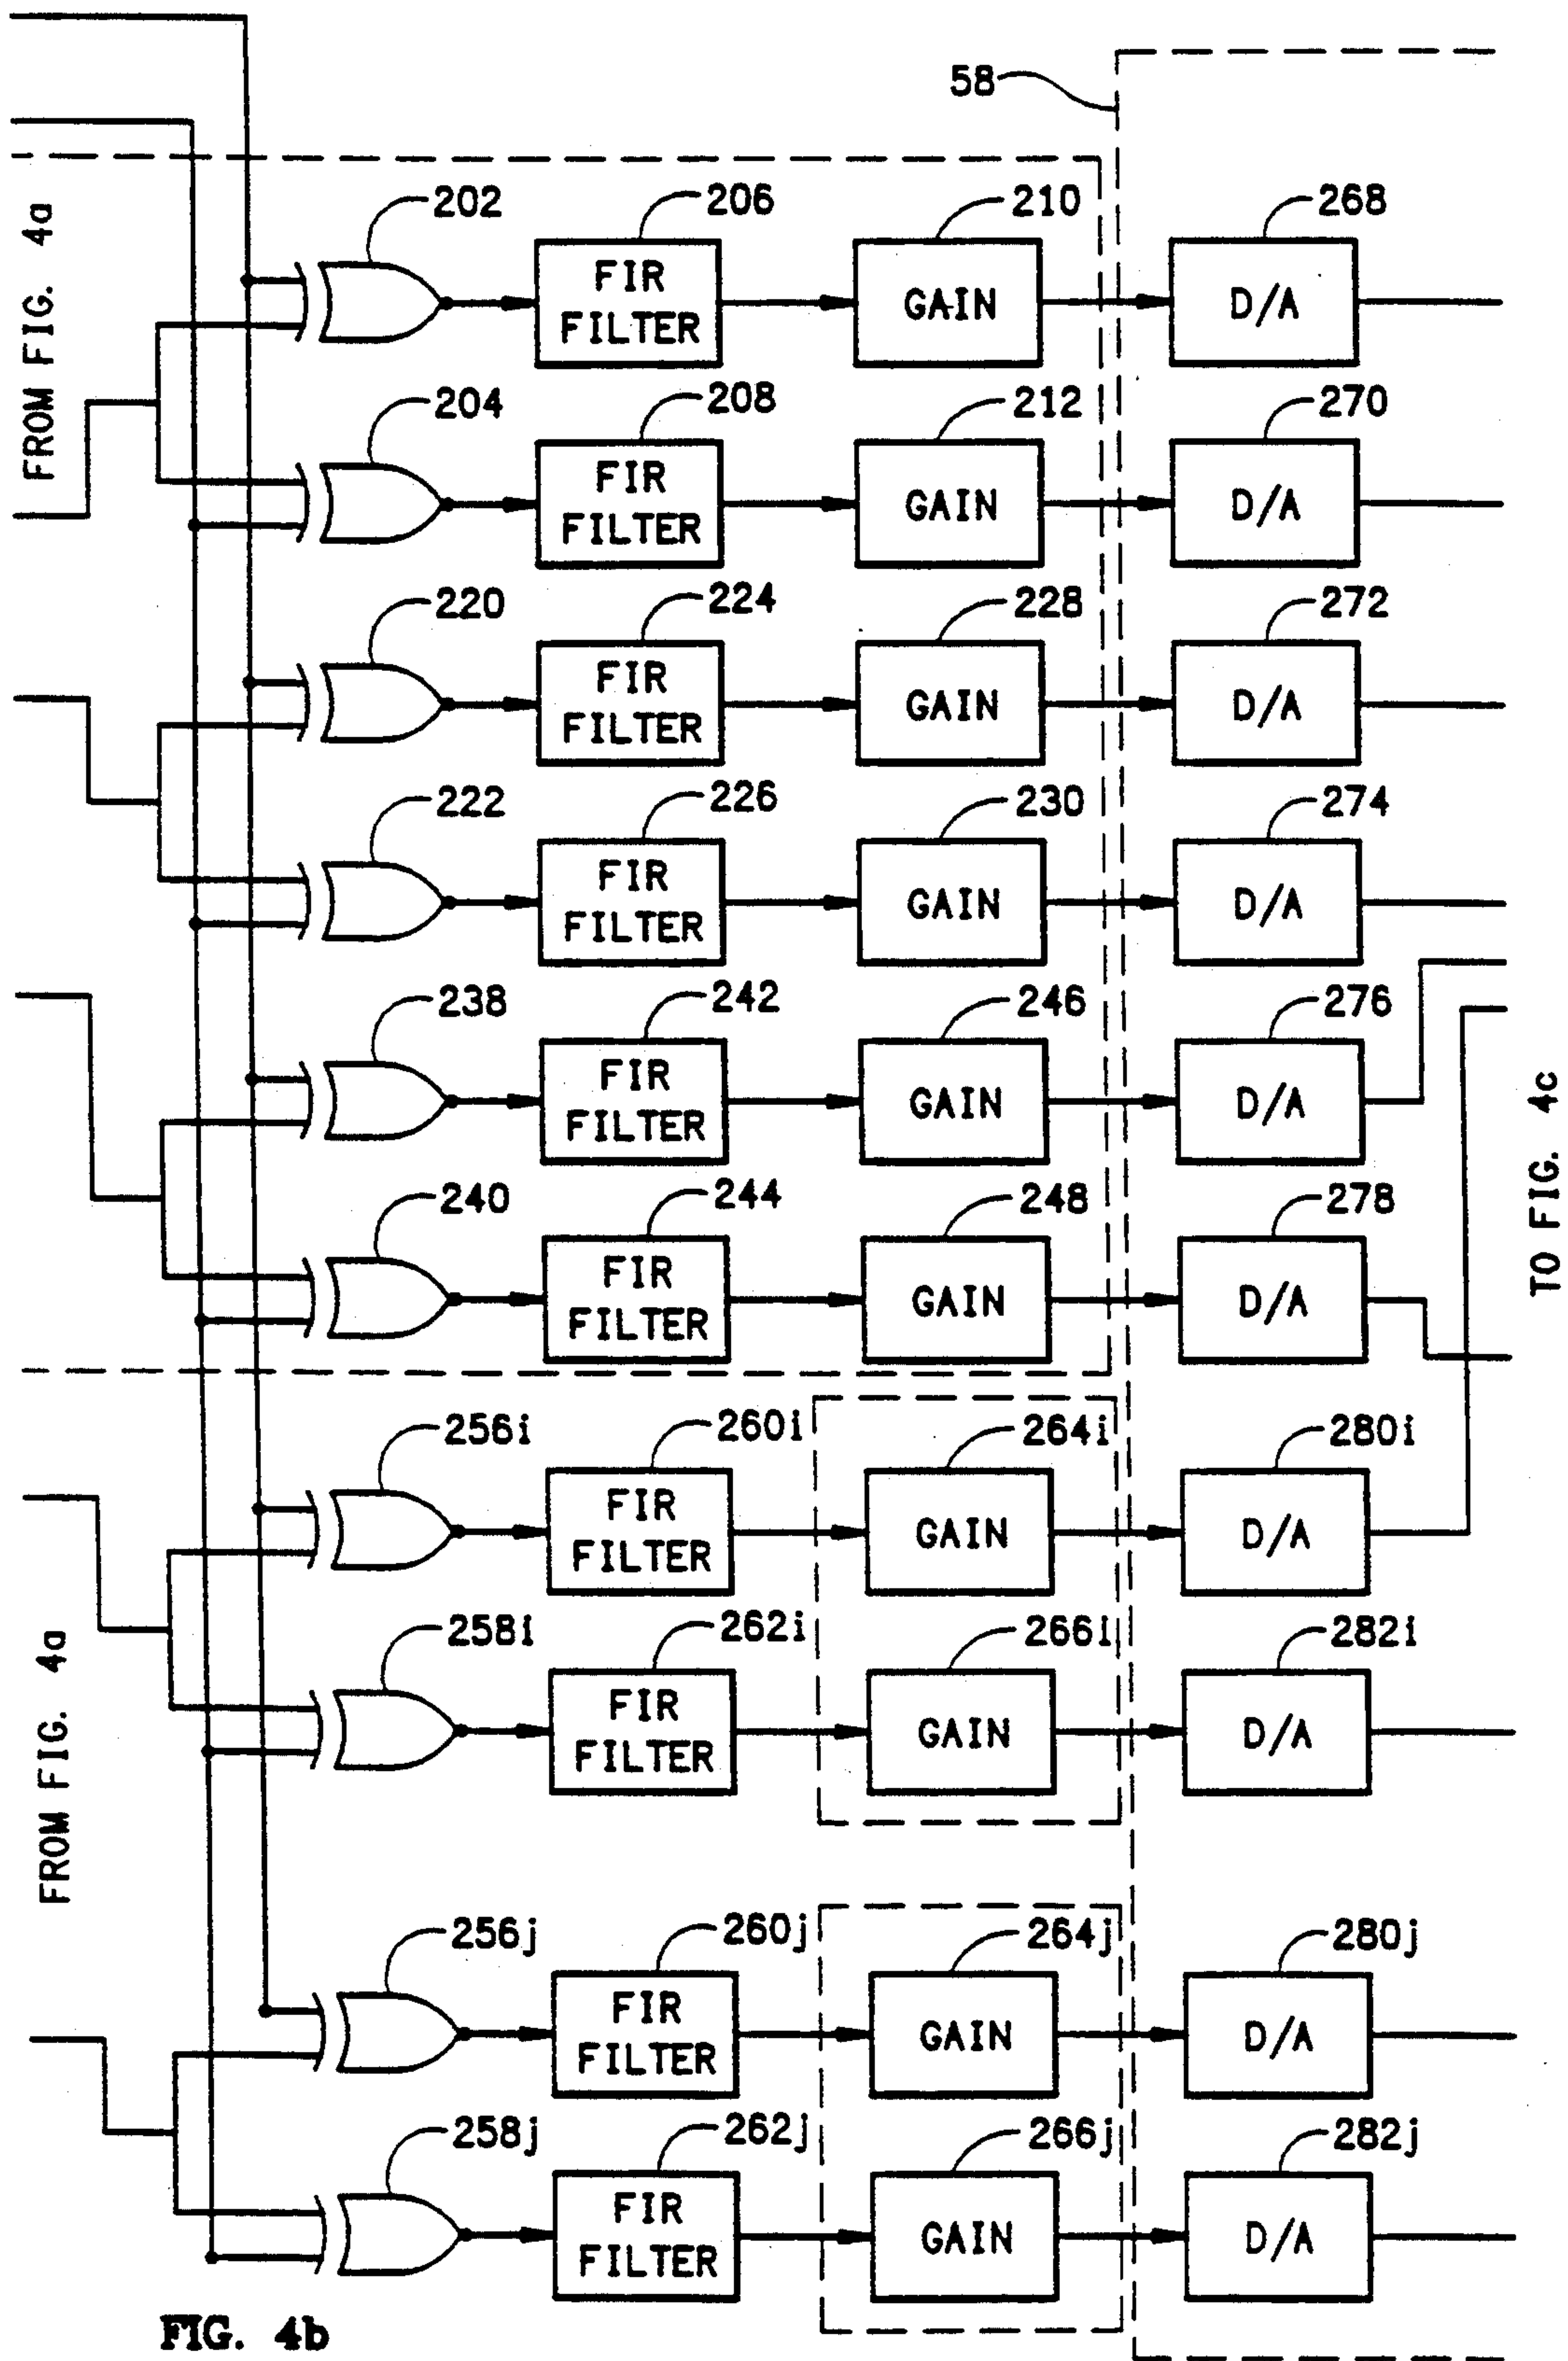 58
202
206
210
268
FROM FIG. 4a
FIR
FILTER
GAIN
D/A
204
208
212
270
FIR
FILTER
GAIN
D/A
220
224
228
272
FIR
FILTER
GAIN
D/A
222
226
230
274
FIR
FILTER
GAIN
D/A
238
242
246
276
FIR
FILTER
GAIN
D/A
TO FIG. 4c
240
244
248
278
FIR
FILTER
GAIN
D/A
256i
260i
264i
280i
FIR
FILTER
GAIN
D/A
258i
262i
266i
282i
FROM FIG. 4a
FIR
FILTER
GAIN
D/A
256j
260j
264j
280j
FIR
FILTER
GAIN
D/A
258j
262j
266j
282j
FIR
FILTER
GAIN
D/A
FIG. 4b